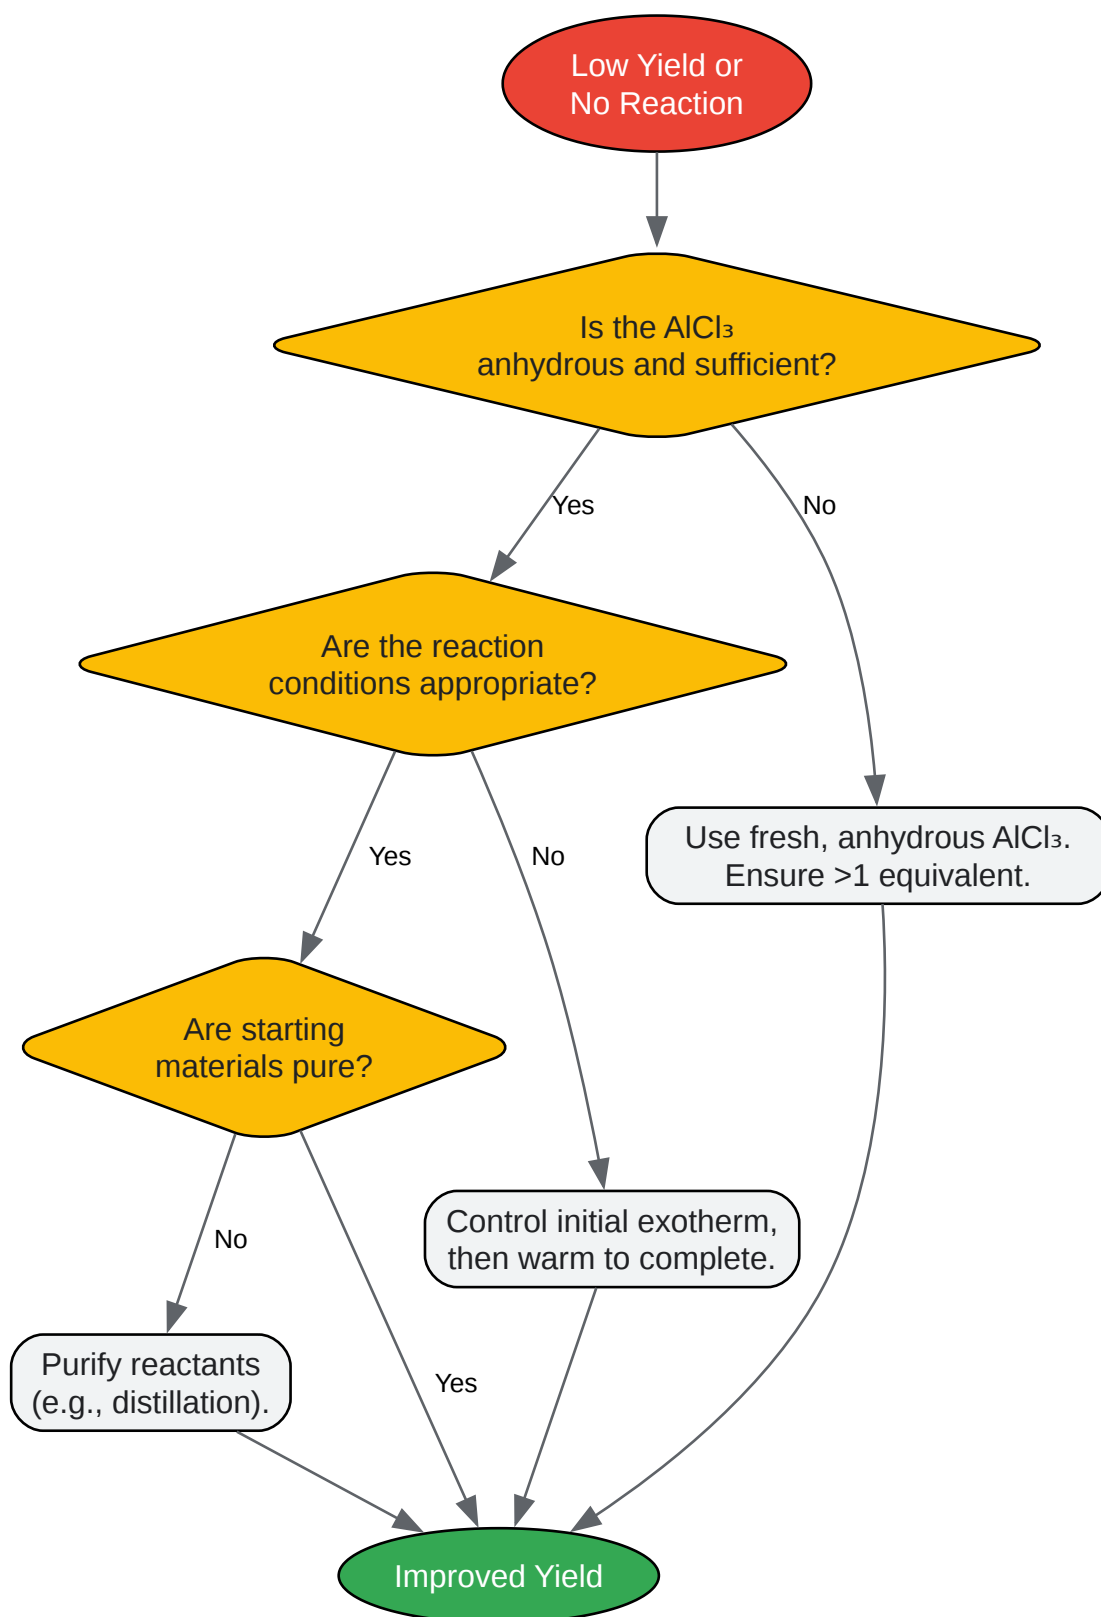 Low Yield or
No Reaction
Is the AlCl₃
anhydrous and sufficient?
Yes
No
Are the reaction
conditions appropriate?
Yes
No
Use fresh, anhydrous AlCl₃.
Ensure >1 equivalent.
Are starting
materials pure?
No
Yes
Control initial exotherm,
then warm to complete.
Purify reactants
(e.g., distillation).
Improved Yield